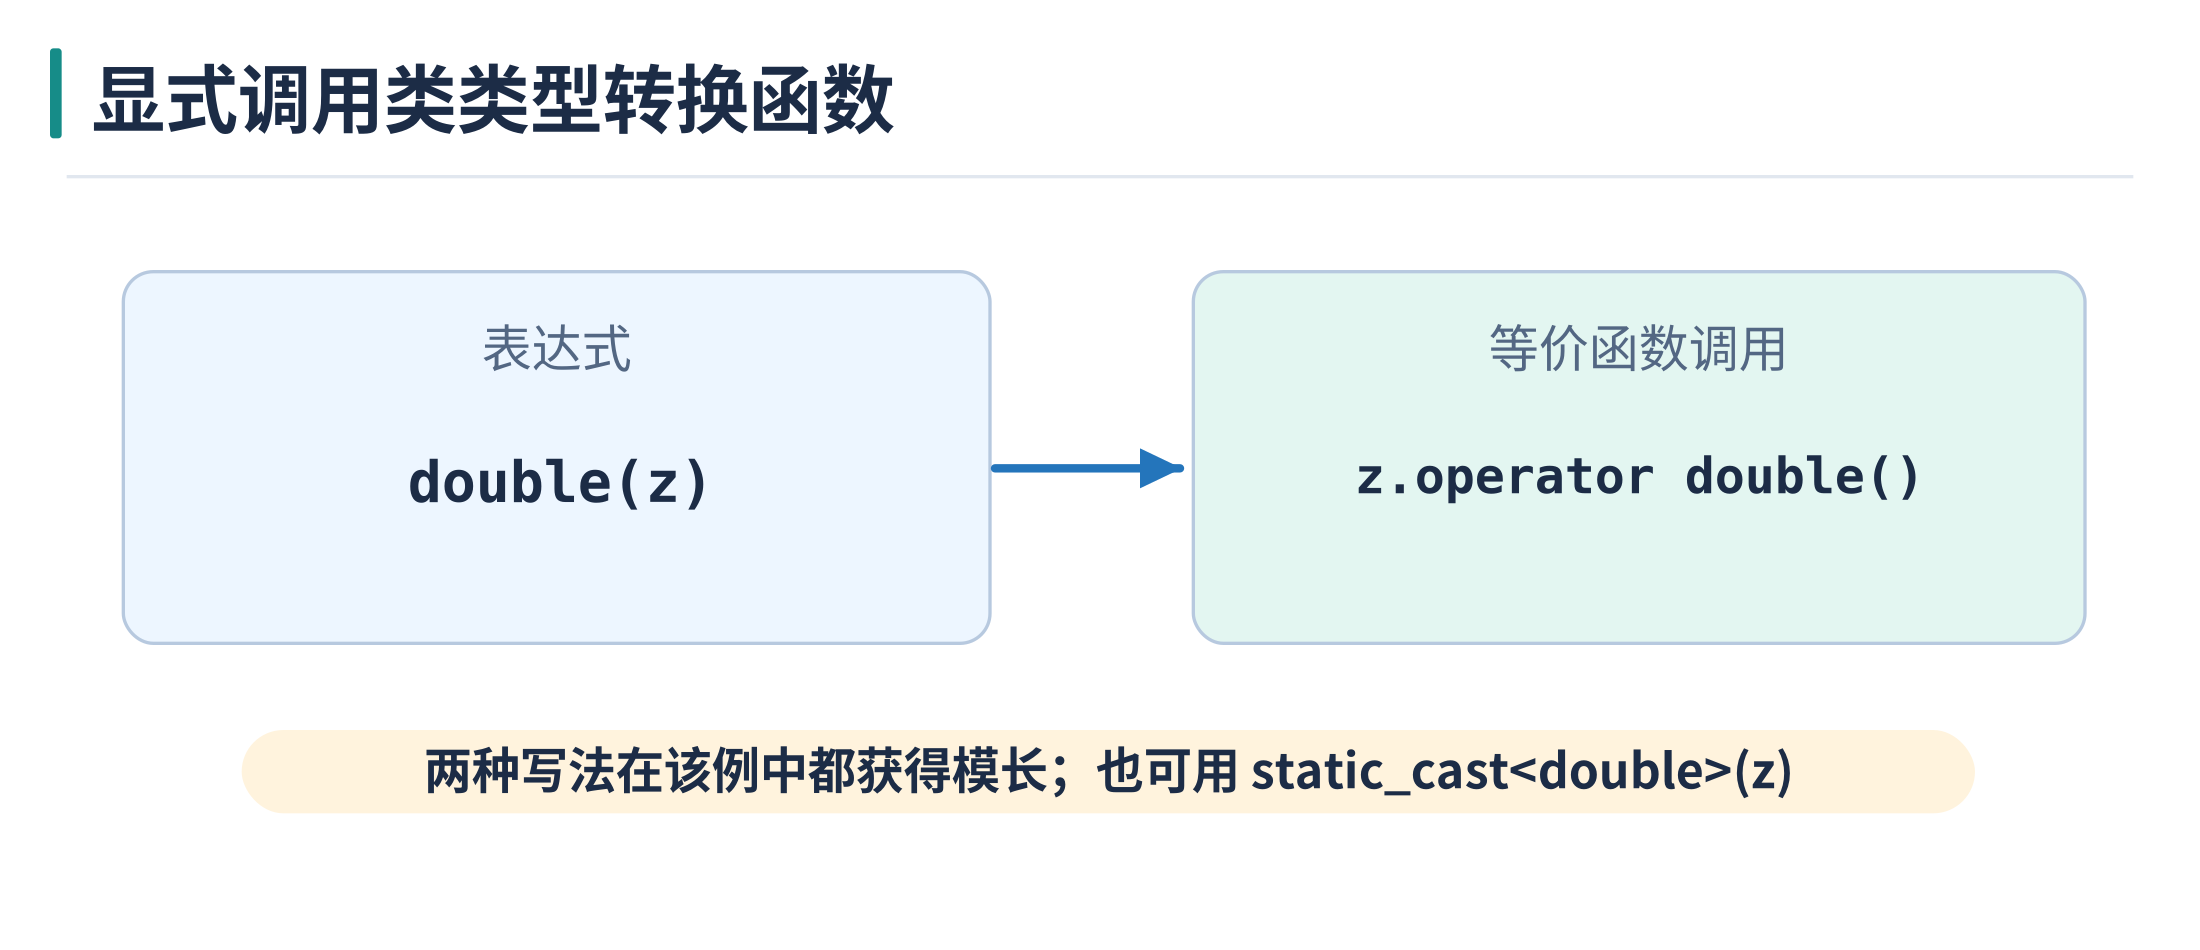 显式调用类类型转换函数
表达式
double(z)
等价函数调用
z.operator double()
两种写法在该例中都获得模长；也可用 static_cast<double>(z)